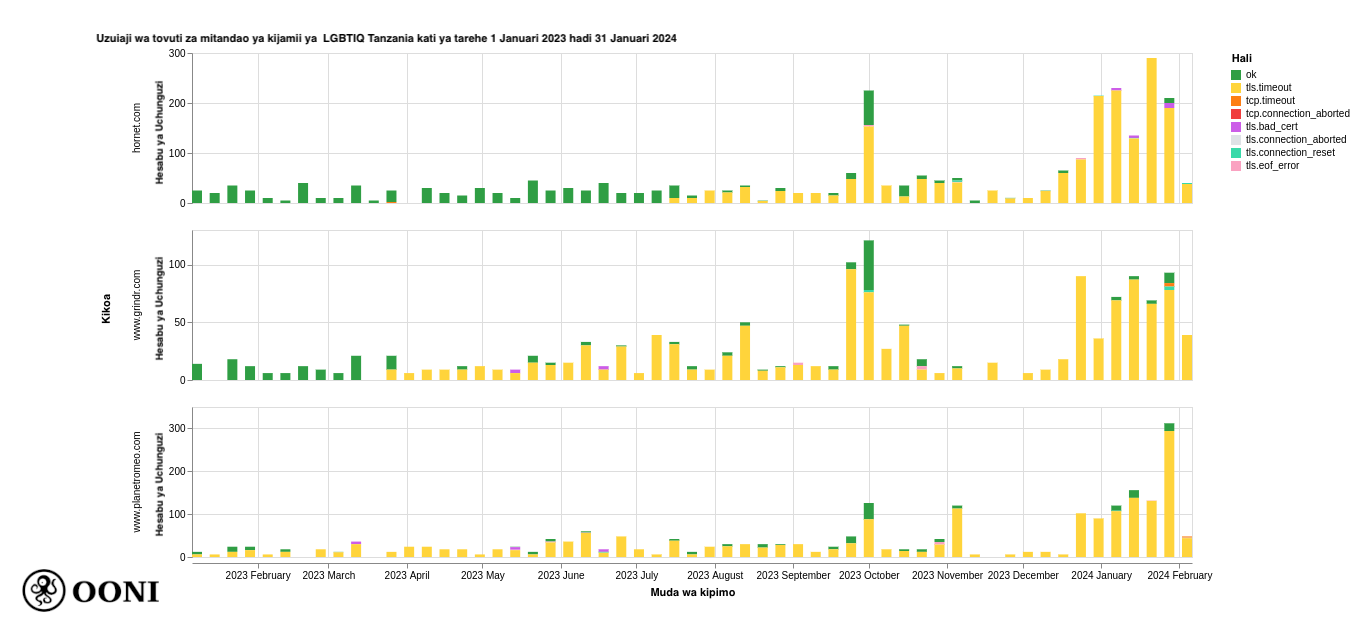 Uzuiaji wa tovuti za mitandao ya kijamii ya LGBTIQ Tanzania kati ya tarehe 1 Januari 2023 hadi 31 Januari 2024
Hali
ok
tls.timeout
tcp.timeout
tcp.connection_aborted
tls.bad_cert
tls.connection_aborted
tls.connection_reset
tls.eof_error
Kikoa
hornet.com
Hesabu ya Uchunguzi
300
200
100
0
www.grindr.com
Hesabu ya Uchunguzi
100
50
0
www.planetromeo.com
Hesabu ya Uchunguzi
300
200
100
0
2023 February 2023 March 2023 April 2023 May 2023 June 2023 July 2023 August 2023 September 2023 October 2023 November 2023 December 2024 January 2024 February
Muda wa kipimo
OONI